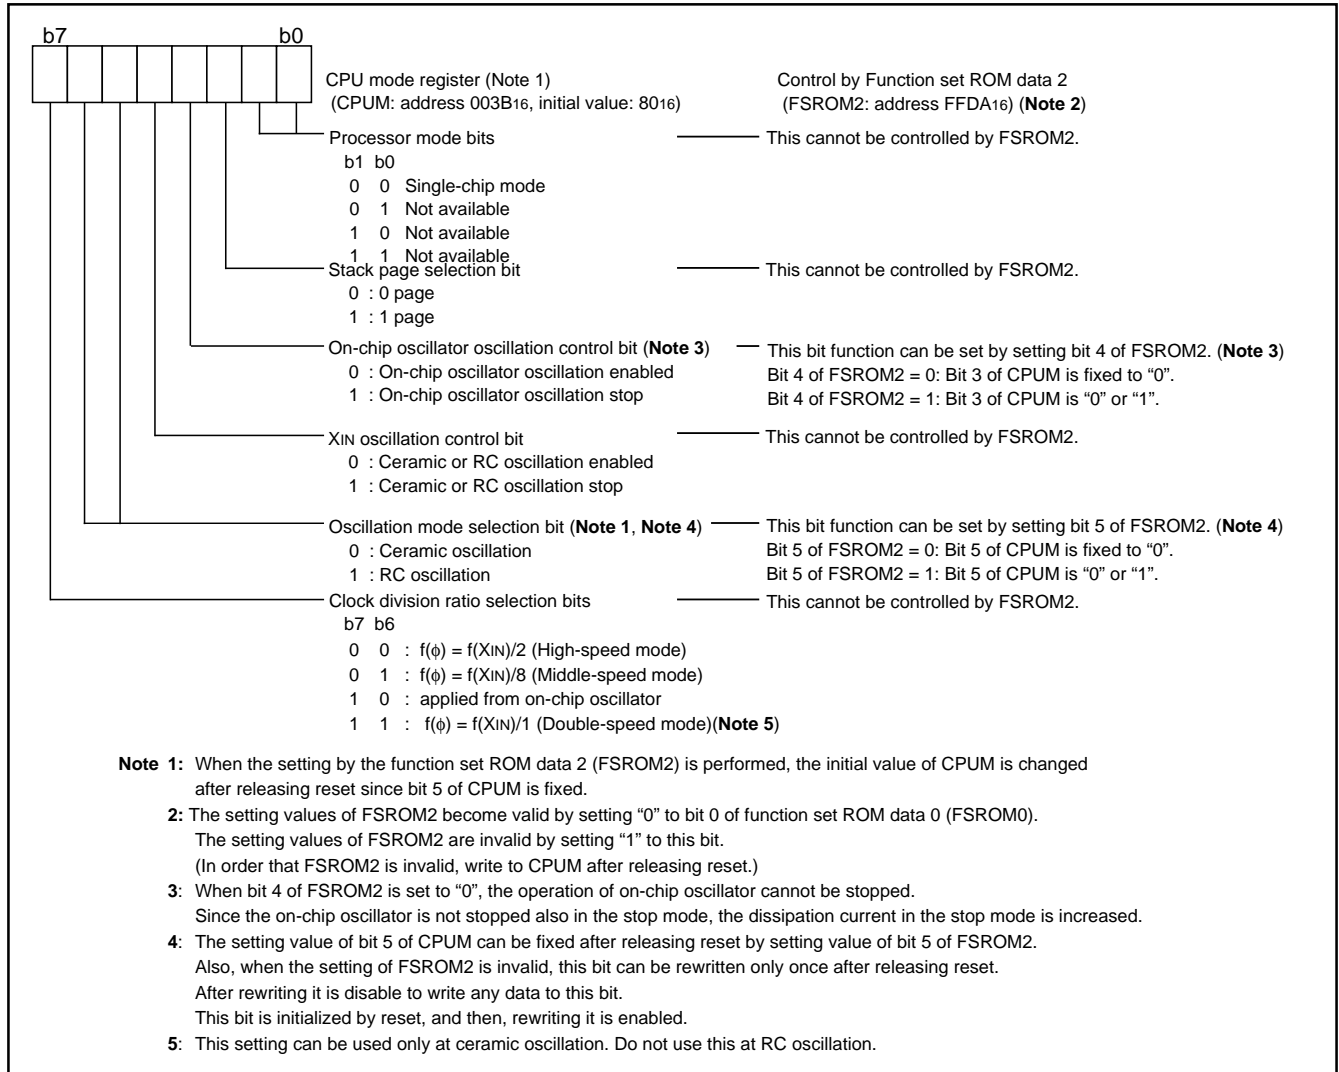 b7 b0
CPU mode register (Note 1) Control by Function set ROM data 2
(CPUM: address 003B16, initial value: 8016) (FSROM2: address FFDA16) (Note 2)
Processor mode bits This cannot be controlled by FSROM2.
b1 b0
0 0 Single-chip mode
0 1 Not available
1 0 Not available
1 1 Not available
Stack page selection bit This cannot be controlled by FSROM2.
0 : 0 page
1 : 1 page
On-chip oscillator oscillation control bit (Note 3) This bit function can be set by setting bit 4 of FSROM2. (Note 3)
0 : On-chip oscillator oscillation enabled Bit 4 of FSROM2 = 0: Bit 3 of CPUM is fixed to “0”.
1 : On-chip oscillator oscillation stop Bit 4 of FSROM2 = 1: Bit 3 of CPUM is “0” or “1”.
XIN oscillation control bit This cannot be controlled by FSROM2.
0 : Ceramic or RC oscillation enabled
1 : Ceramic or RC oscillation stop
Oscillation mode selection bit (Note 1, Note 4) This bit function can be set by setting bit 5 of FSROM2. (Note 4)
0 : Ceramic oscillation Bit 5 of FSROM2 = 0: Bit 5 of CPUM is fixed to “0”.
1 : RC oscillation Bit 5 of FSROM2 = 1: Bit 5 of CPUM is “0” or “1”.
Clock division ratio selection bits This cannot be controlled by FSROM2.
b7 b6
0 0 : f(ϕ) = f(XIN)/2 (High-speed mode)
0 1 : f(ϕ) = f(XIN)/8 (Middle-speed mode)
1 0 : applied from on-chip oscillator
1 1 : f(ϕ) = f(XIN)/1 (Double-speed mode)(Note 5)
Note 1: When the setting by the function set ROM data 2 (FSROM2) is performed, the initial value of CPUM is changed
after releasing reset since bit 5 of CPUM is fixed.
2: The setting values of FSROM2 become valid by setting “0” to bit 0 of function set ROM data 0 (FSROM0).
The setting values of FSROM2 are invalid by setting “1” to this bit.
(In order that FSROM2 is invalid, write to CPUM after releasing reset.)
3: When bit 4 of FSROM2 is set to “0”, the operation of on-chip oscillator cannot be stopped.
Since the on-chip oscillator is not stopped also in the stop mode, the dissipation current in the stop mode is increased.
4: The setting value of bit 5 of CPUM can be fixed after releasing reset by setting value of bit 5 of FSROM2.
Also, when the setting of FSROM2 is invalid, this bit can be rewritten only once after releasing reset.
After rewriting it is disable to write any data to this bit.
This bit is initialized by reset, and then, rewriting it is enabled.
5: This setting can be used only at ceramic oscillation. Do not use this at RC oscillation.